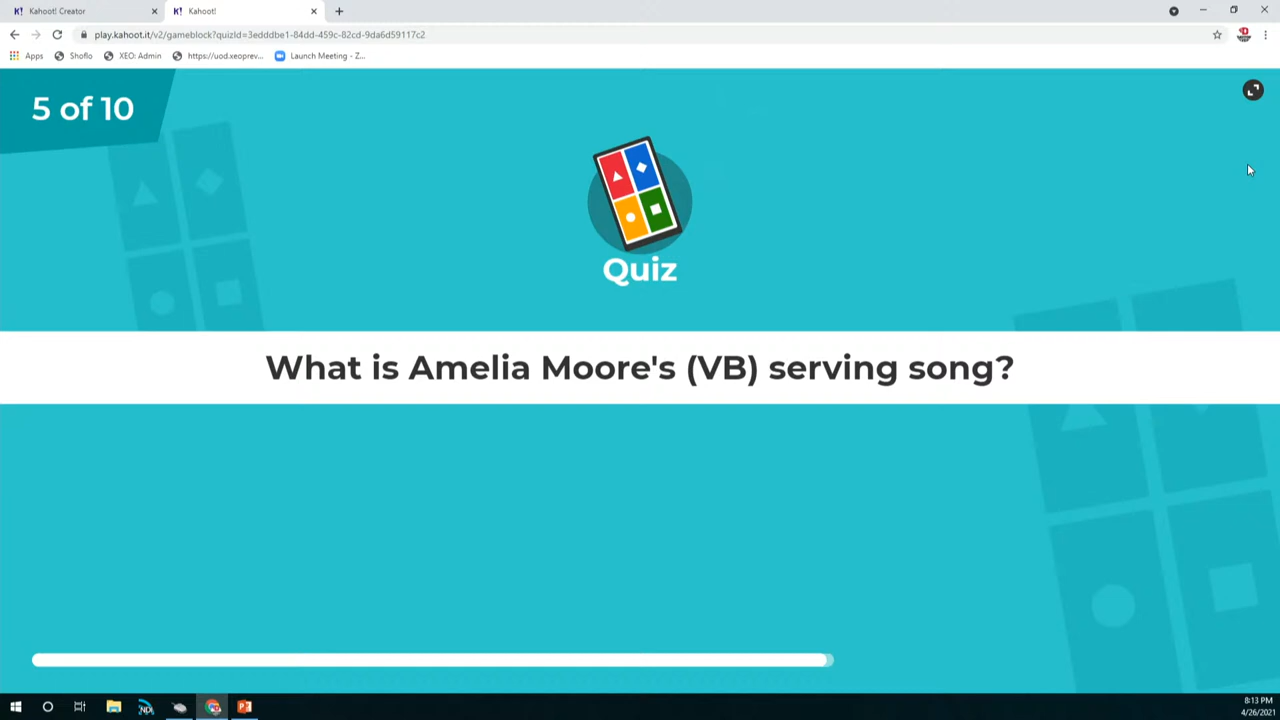 Kahoot! Creator
Kahoot!
play.kahoot.it/v2/gameblock?quizId=3edddbe1-84dd-459c-82cd-9da6d59117c2
Apps
Shoflo
XEO: Admin
https://uod.xeoprev...
Launch Meeting - Z...
5 of 10
Quiz
What is Amelia Moore's (VB) serving song?
8:13 PM
4/26/2021